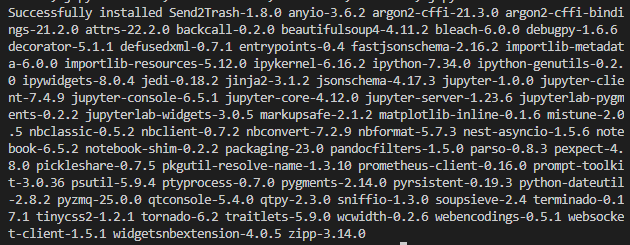 Successfully installed Send2Trash-1.8.0 anyio-3.6.2 argon2-cffi-21.3.0 argon2-cffi-bindi
ngs-21.2.0 attrs-22.2.0 backcall-0.2.0 beautifulsoup4-4.11.2 bleach-6.0.0 debugpy-1.6.6
decorator-5.1.1 defusedxml-0.7.1 entrypoints-0.4 fastjsonschema-2.16.2 importlib-metadat
a-6.0.0 importlib-resources-5.12.0 ipykernel-6.16.2 ipython-7.34.0 ipython-genutils-0.2.
0 ipywidgets-8.0.4 jedi-0.18.2 jinja2-3.1.2 jsonschema-4.17.3 jupyter-1.0.0 jupyter-clie
nt-7.4.9 jupyter-console-6.5.1 jupyter-core-4.12.0 jupyter-server-1.23.6 jupyterlab-pygm
ents-0.2.2 jupyterlab-widgets-3.0.5 markupsafe-2.1.2 matplotlib-inline-0.1.6 mistune-2.0
.5 nbclassic-0.5.2 nbclient-0.7.2 nbconvert-7.2.9 nbformat-5.7.3 nest-asyncio-1.5.6 note
book-6.5.2 notebook-shim-0.2.2 packaging-23.0 pandocfilters-1.5.0 parso-0.8.3 pexpect-4.
8.0 pickleshare-0.7.5 pkgutil-resolve-name-1.3.10 prometheus-client-0.16.0 prompt-toolki
t-3.0.36 psutil-5.9.4 ptyprocess-0.7.0 pygments-2.14.0 pyrsistent-0.19.3 python-dateutil
-2.8.2 pyzmq-25.0.0 qtconsole-5.4.0 qtpy-2.3.0 sniffio-1.3.0 soupsieve-2.4 terminado-0.1
7.1 tinycss2-1.2.1 tornado-6.2 traitlets-5.9.0 wcwidth-0.2.6 webencodings-0.5.1 websocke
t-client-1.5.1 widgetsnbextension-4.0.5 zipp-3.14.0